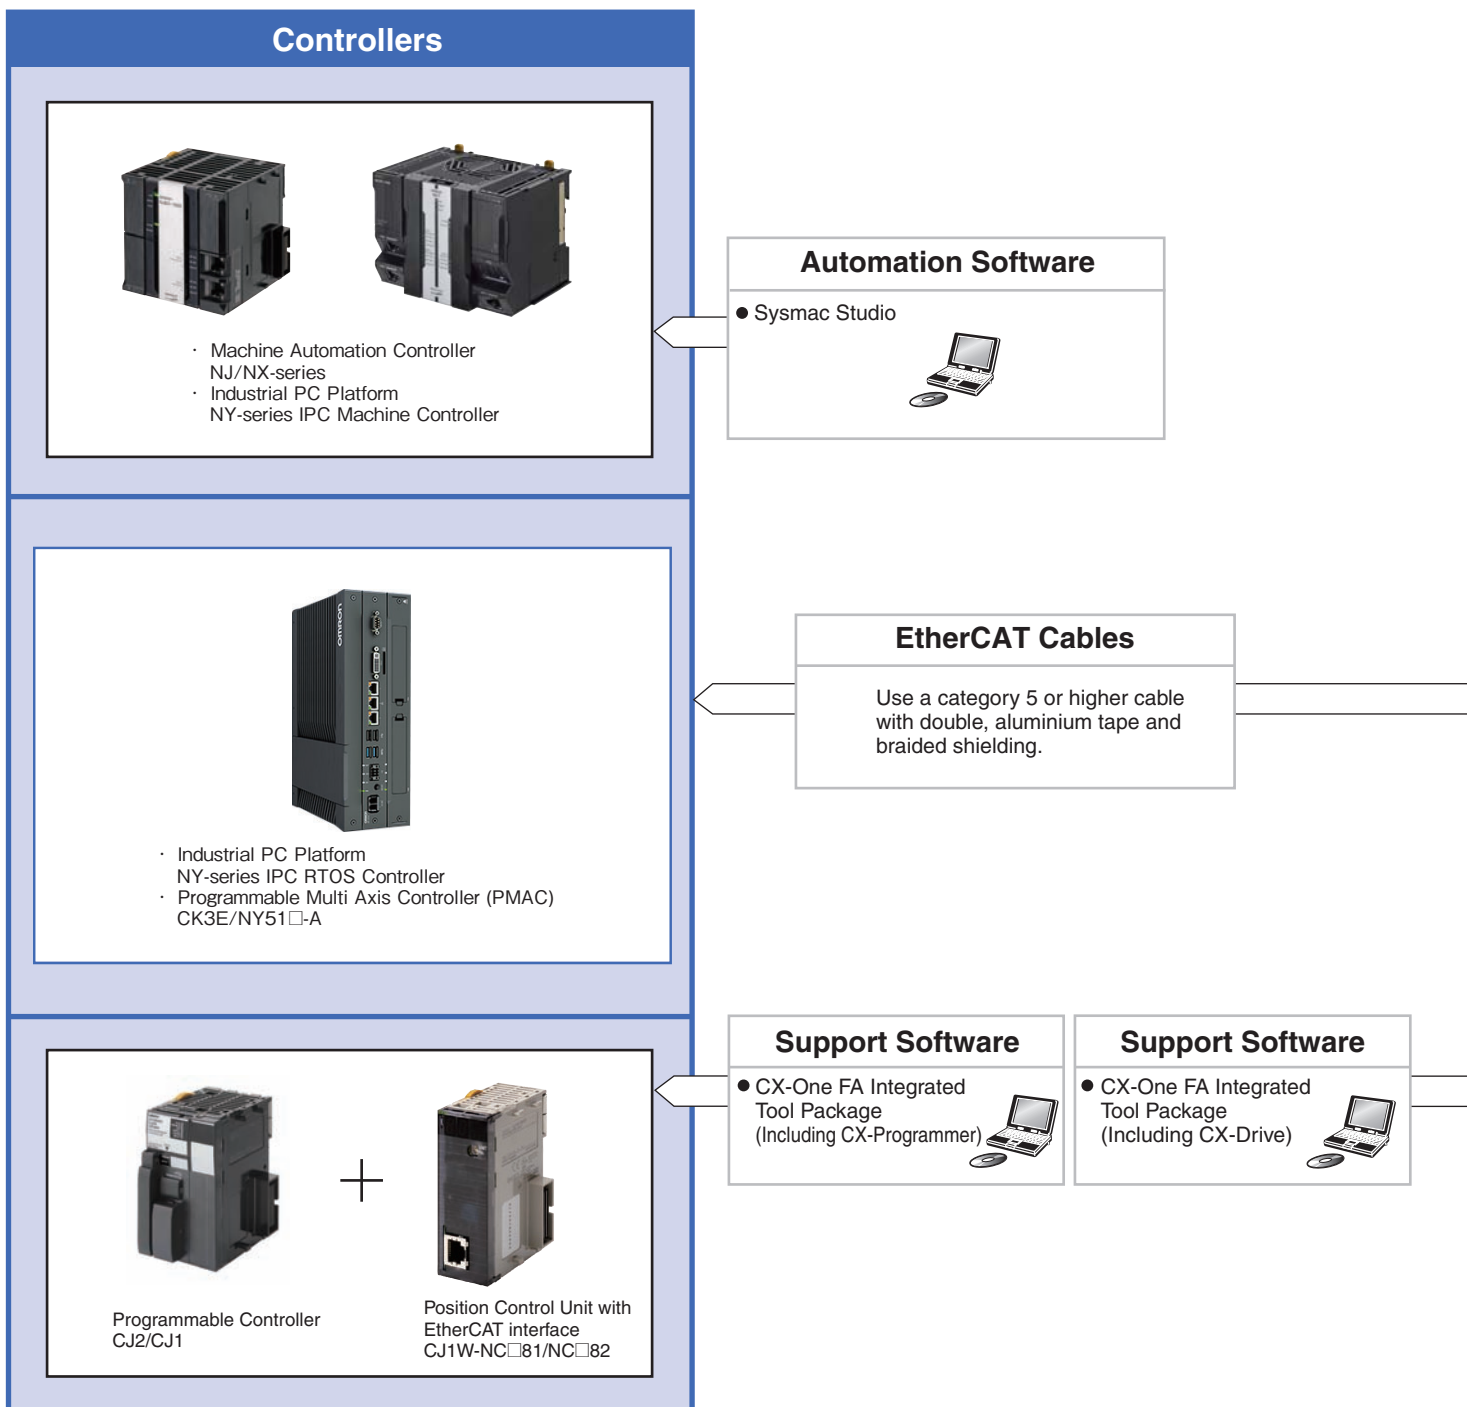 Controllers
· Machine Automation Controller
NJ/NX-series
· Industrial PC Platform
NY-series IPC Machine Controller
Automation Software
● Sysmac Studio
omron
· Industrial PC Platform
NY-series IPC RTOS Controller
· Programmable Multi Axis Controller (PMAC)
CK3E/NY51□-A
EtherCAT Cables
Use a category 5 or higher cable
with double, aluminium tape and
braided shielding.
Support Software
● CX-One FA Integrated
Tool Package
(Including CX-Programmer)
Support Software
● CX-One FA Integrated
Tool Package
(Including CX-Drive)
Programmable Controller
CJ2/CJ1
Position Control Unit with
EtherCAT interface
CJ1W-NC□81/NC□82